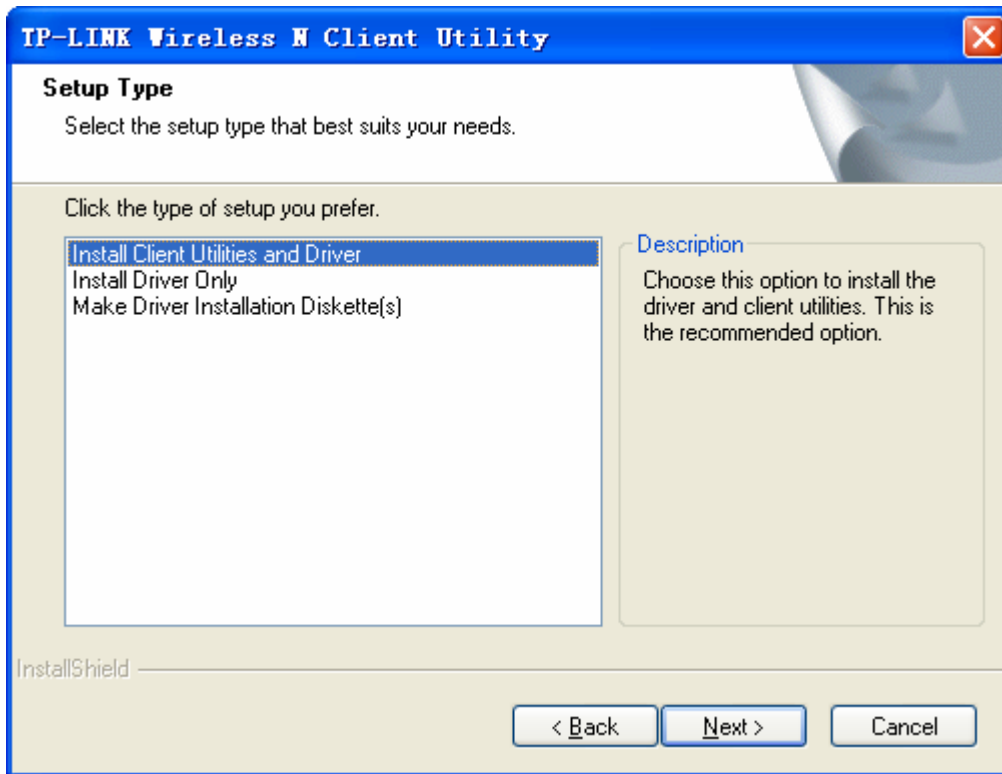 TP-LINK Wireless N Client Utility
Setup Type
Select the setup type that best suits your needs.
Click the type of setup you prefer.
Install Client Utilities and Driver
Install Driver Only
Make Driver Installation Diskette(s)
Description
Choose this option to install the
driver and client utilities. This is
the recommended option.
InstallShield
< Back
Next >
Cancel